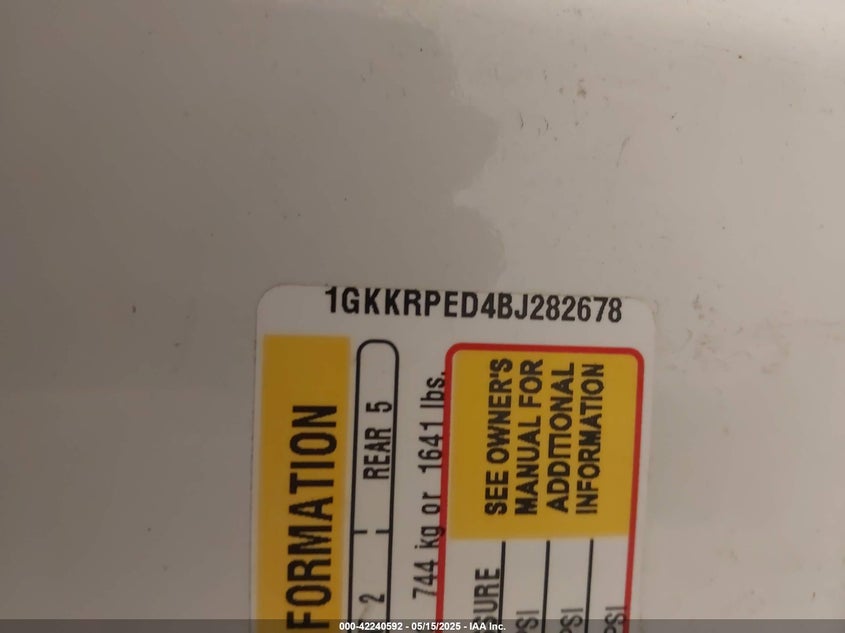 1GKKRPED4BJ282678
FORMATION
2
REAR 5
744 kg or 1641 lbs.
SEE OWNER'S
MANUAL FOR
ADDITIONAL
INFORMATION
SURE
PSI
PSI
PSI
000-42240592 - 05/15/2025 - IAA Inc.